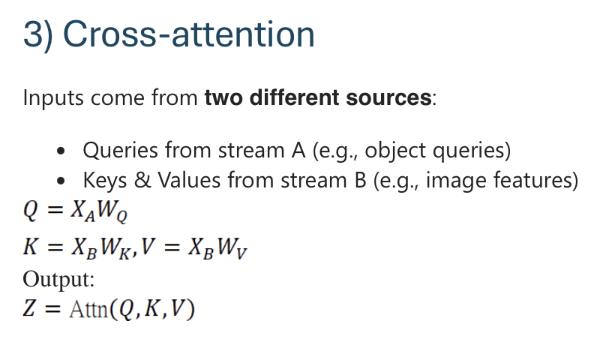 3) Cross-attention
Inputs come from two different sources:
• Queries from stream A (e.g., object queries)
• Keys & Values from stream B (e.g., image features)
Q = X_A W_Q
K = X_B W_K, V = X_B W_V
Output:
Z = Attn(Q, K, V)